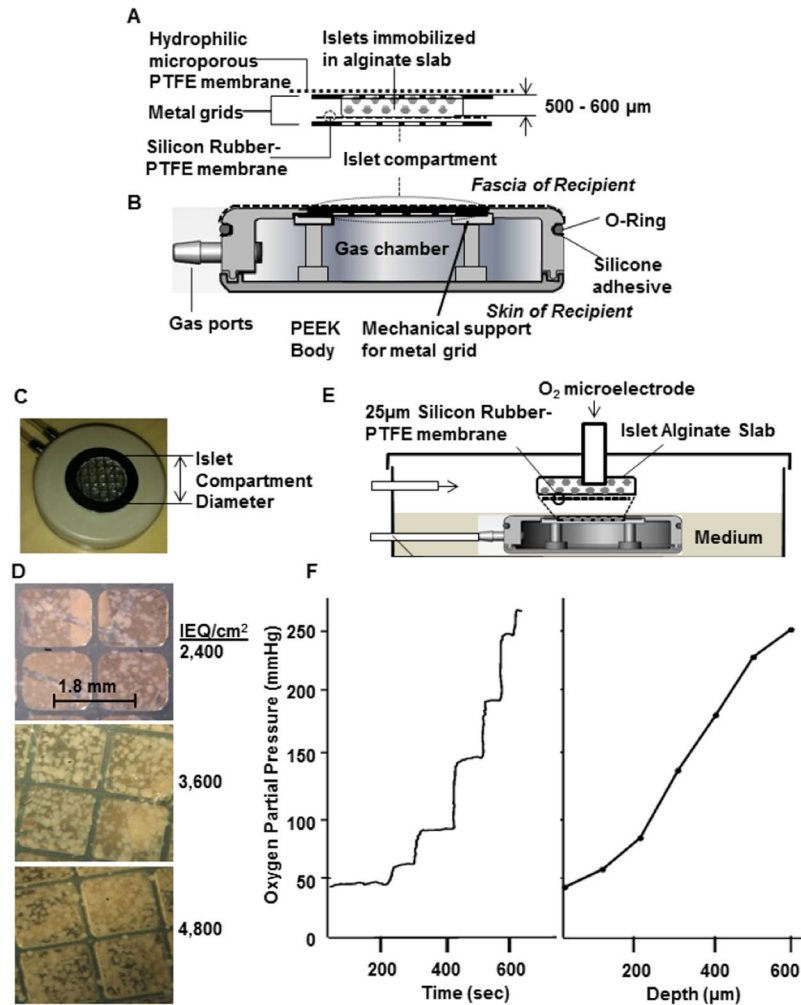 A
Hydrophilic
microporous
PTFE membrane
Islets immobilized
in alginate slab
Metal grids
500 - 600 µm
Silicon Rubber-
PTFE membrane
Islet compartment
Fascia of Recipient
B
O-Ring
Gas chamber
Silicone
adhesive
Skin of Recipient
Gas ports
PEEK
Body
Mechanical support
for metal grid
C
Islet
Compartment
Diameter
D
IEQ/cm²
2,400
1.8 mm
3,600
4,800
E
O₂ microelectrode
25µm Silicon Rubber-
PTFE membrane
Islet Alginate Slab
Medium
F
Oxygen Partial Pressure (mmHg)
250
200
150
100
50
0
200 400 600
Time (sec)
200 400 600
Depth (µm)